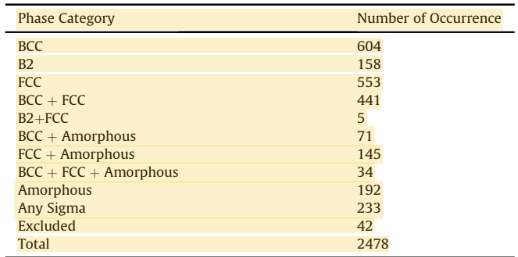 Phase Category Number of Occurrence
BCC 604
B2 158
FCC 553
BCC + FCC 441
B2+FCC 5
BCC + Amorphous 71
FCC + Amorphous 145
BCC + FCC + Amorphous 34
Amorphous 192
Any Sigma 233
Excluded 42
Total 2478